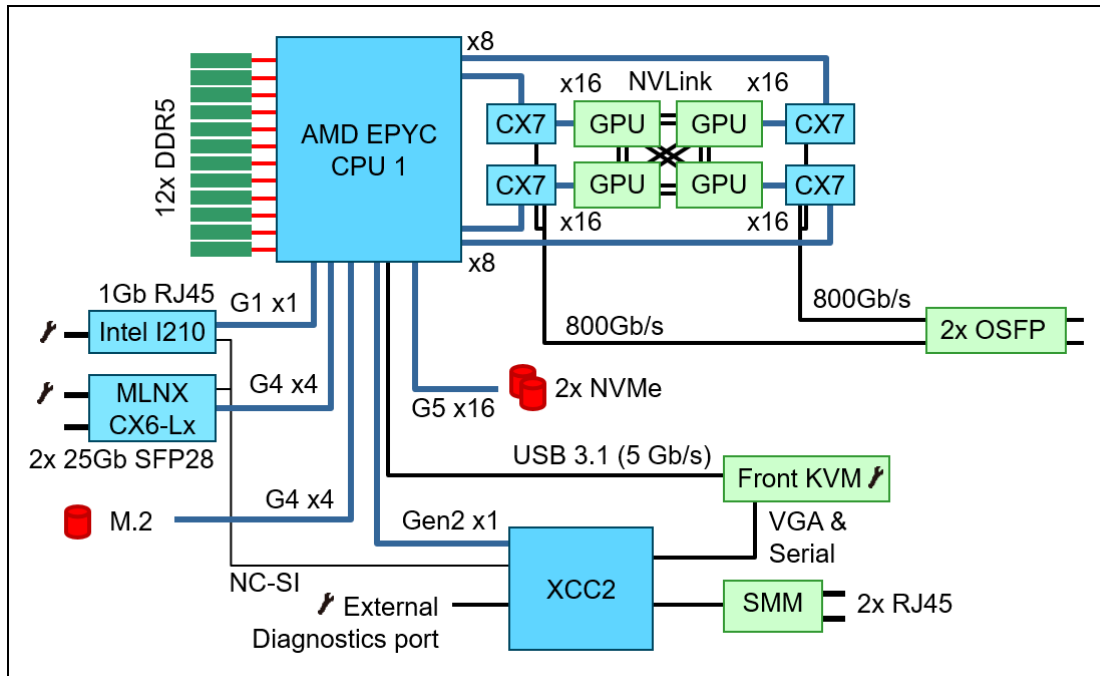 x8
x16
NVLink
x16
12x DDR5
AMD EPYC
CPU 1
CX7
GPU
GPU
CX7
CX7
GPU
GPU
CX7
x16
x16
x8
1Gb RJ45
G1 x1
Intel I210
800Gb/s
800Gb/s
2x OSFP
MLNX
CX6-Lx
G4 x4
G5 x16
2x NVMe
2x 25Gb SFP28
USB 3.1 (5 Gb/s)
Front KVM
G4 x4
M.2
Gen2 x1
VGA &
Serial
NC-SI
XCC2
External
Diagnostics port
SMM
2x RJ45